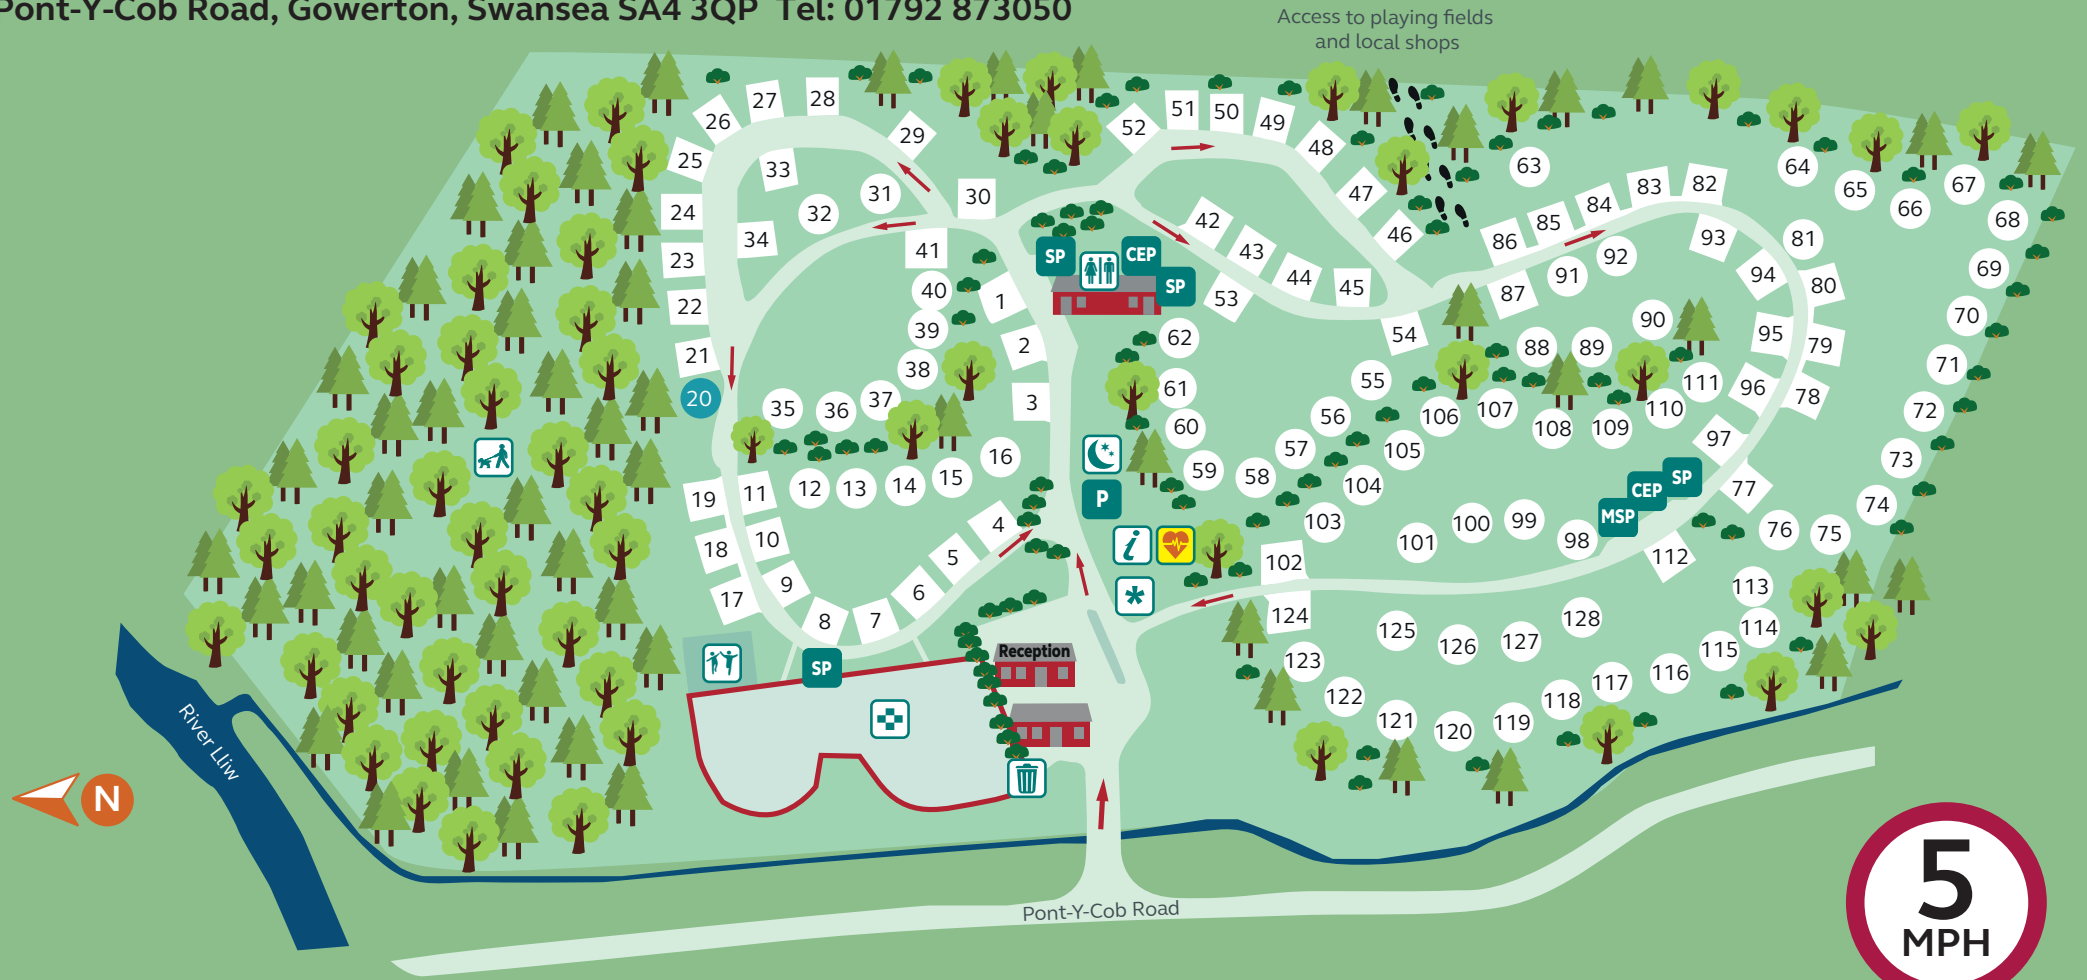 Pont-Y-Cob Road, Gowerton, Swansea SA4 3QP Tel: 01792 873050
Access to playing fields
and local shops
26 27 28 29
25 33 31 30
24 32 34 41
23 22 21 20
40 39 38 37 36 35
1 2 3
52 51 50 49 48 47 46
42 43 44 45 53 54
SP CEP SP
63 64 65 66 67 68 69 70 71 72 73 74 75 76
86 85 84 83 82 81 80 79 78 77
87 91 92 93 94 95 96 97
88 89 90 111 110 109 108 107 106
62 61 60 59 58 57 56 55
105 104 103 102 101 100 99 98
MSP CEP SP
112 113 114 115 116 117 118 119 120 121 122 123 124
125 126 127 128
19 11 12 13 14 15 16
18 10 17 9 8 7 6 5 4
P
i
*
SP
Reception
River Lliw
N
Pont-Y-Cob Road
5
MPH